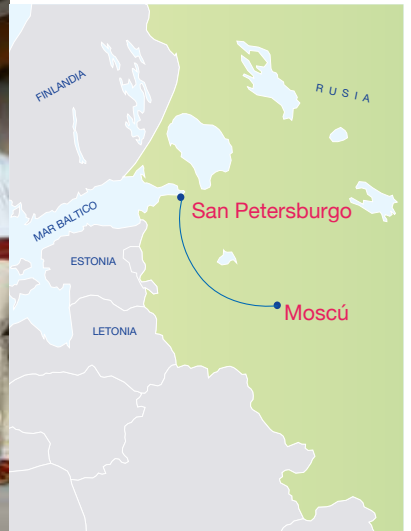 FINLANDIA
RUSIA
San Petersburgo
MAR BALTICO
ESTONIA
Moscú
LETONIA